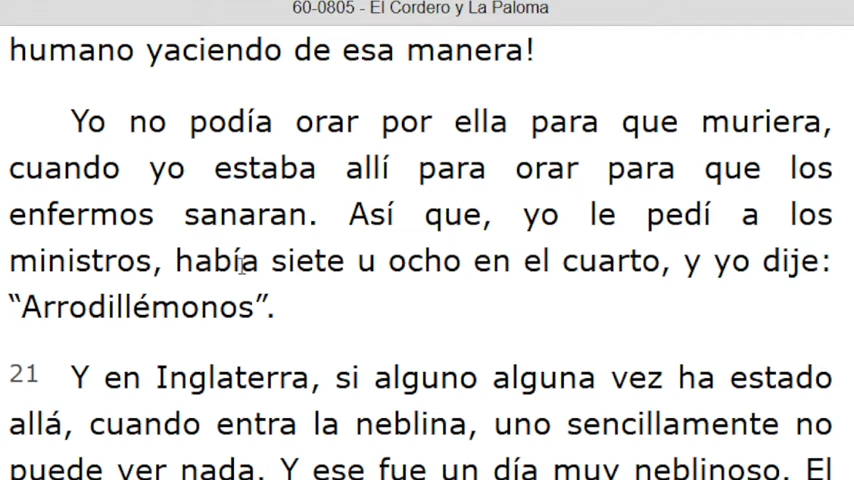 60-0805 - El Cordero y La Paloma
humano yaciendo de esa manera!
Yo no podía orar por ella para que muriera,
cuando yo estaba allí para orar para que los
enfermos sanaran. Así que, yo le pedí a los
ministros, había siete u ocho en el cuarto, y yo dije:
“Arrodillémonos”.
21 Y en Inglaterra, si alguno alguna vez ha estado
allá, cuando entra la neblina, uno sencillamente no
puede ver nada. Y ese fue un día muy neblinoso. El